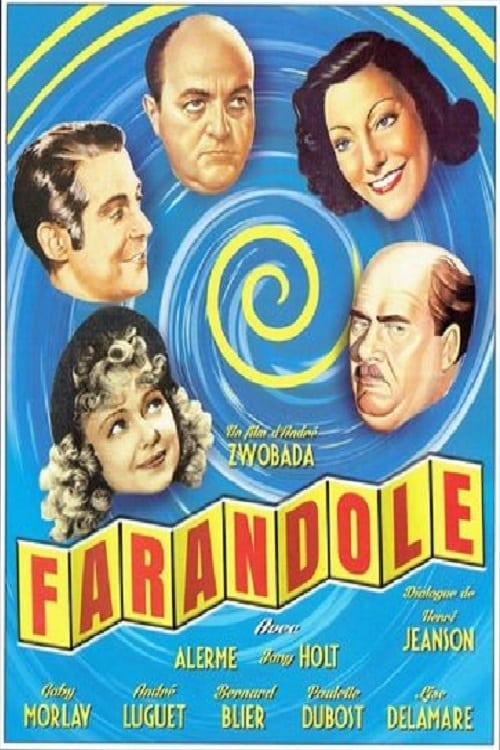 Un film d'André
ZWOBADA
FARANDOLE
Dialogue de
Henri
JEANSON
Avec
ALERME Jany HOLT
Gaby MORLAY
André LUGUET
Bernard BLIER
Paulette DUBOST
Lise DELAMARE